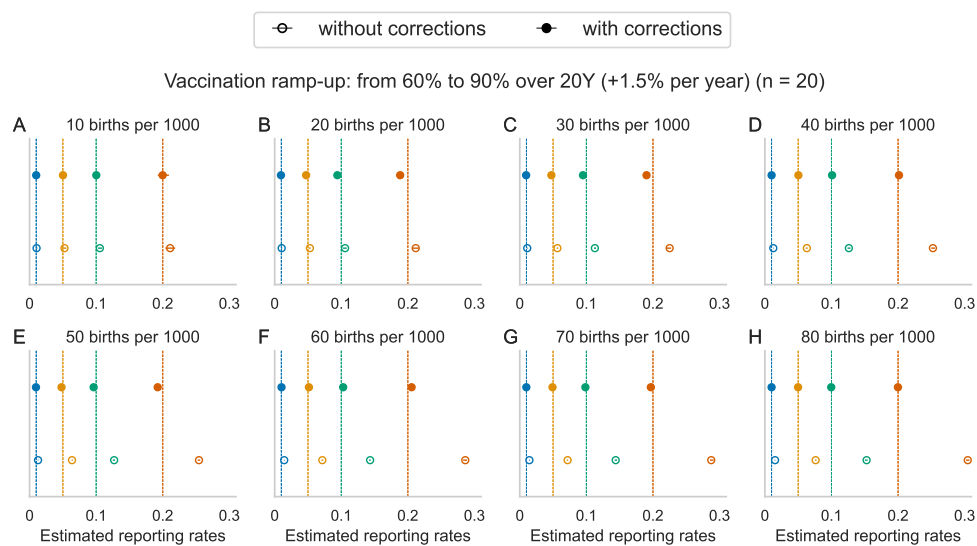 without corrections with corrections
Vaccination ramp-up: from 60% to 90% over 20Y (+1.5% per year) (n = 20)
A 10 births per 1000 B 20 births per 1000 C 30 births per 1000 D 40 births per 1000
0 0.1 0.2 0.3 0 0.1 0.2 0.3 0 0.1 0.2 0.3 0 0.1 0.2 0.3
E 50 births per 1000 F 60 births per 1000 G 70 births per 1000 H 80 births per 1000
0 0.1 0.2 0.3 0 0.1 0.2 0.3 0 0.1 0.2 0.3 0 0.1 0.2 0.3
Estimated reporting rates Estimated reporting rates Estimated reporting rates Estimated reporting rates